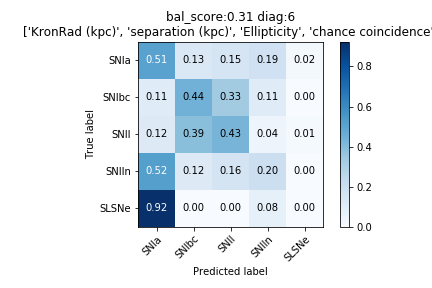 bal_score:0.31 diag:6
['KronRad (kpc)', 'separation (kpc)', 'Ellipticity', 'chance coincidence'
True label
SNIa 0.51 0.13 0.15 0.19 0.02
SNIbc 0.11 0.44 0.33 0.11 0.00
SNII 0.12 0.39 0.43 0.04 0.01
SNIIn 0.52 0.12 0.16 0.20 0.00
SLSNe 0.92 0.00 0.00 0.08 0.00
SNIa SNIbc SNII SNIIn SLSNe
Predicted label
0.8
0.6
0.4
0.2
0.0